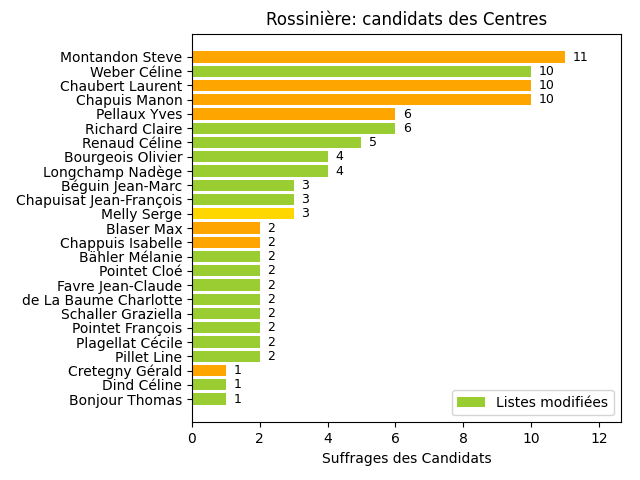 Rossinière: candidats des Centres
Montandon Steve 11
Weber Céline 10
Chaubert Laurent 10
Chapuis Manon 10
Pellaux Yves 6
Richard Claire 6
Renaud Céline 5
Bourgeois Olivier 4
Longchamp Nadège 4
Béguin Jean-Marc 3
Chapuisat Jean-François 3
Melly Serge 3
Blaser Max 2
Chappuis Isabelle 2
Bähler Mélanie 2
Pointet Cloé 2
Favre Jean-Claude 2
de La Baume Charlotte 2
Schaller Graziella 2
Pointet François 2
Plagellat Cécile 2
Pillet Line 2
Cretegny Gérald 1
Dind Céline 1
Bonjour Thomas 1
Listes modifiées
0 2 4 6 8 10 12
Suffrages des Candidats